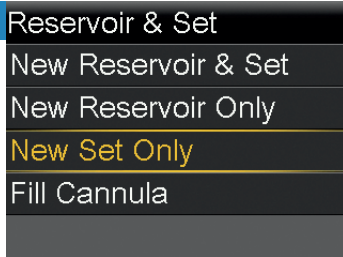 Reservoir & Set
New Reservoir & Set
New Reservoir Only
New Set Only
Fill Cannula